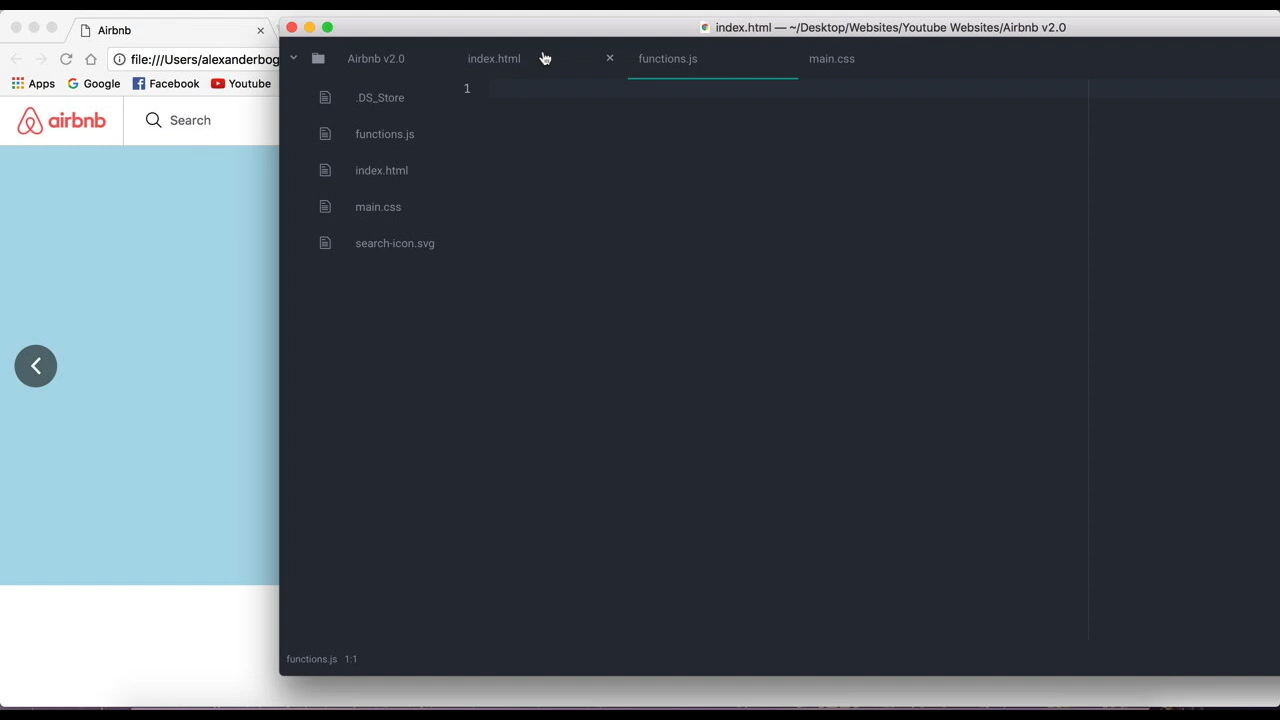 Airbnb
index.html — ~/Desktop/Websites/Youtube Websites/Airbnb v2.0
file:///Users/alexanderbog
Apps Google Facebook Youtube
airbnb Search
Airbnb v2.0
.DS_Store
functions.js
index.html
main.css
search-icon.svg
index.html functions.js main.css
1
functions.js 1:1